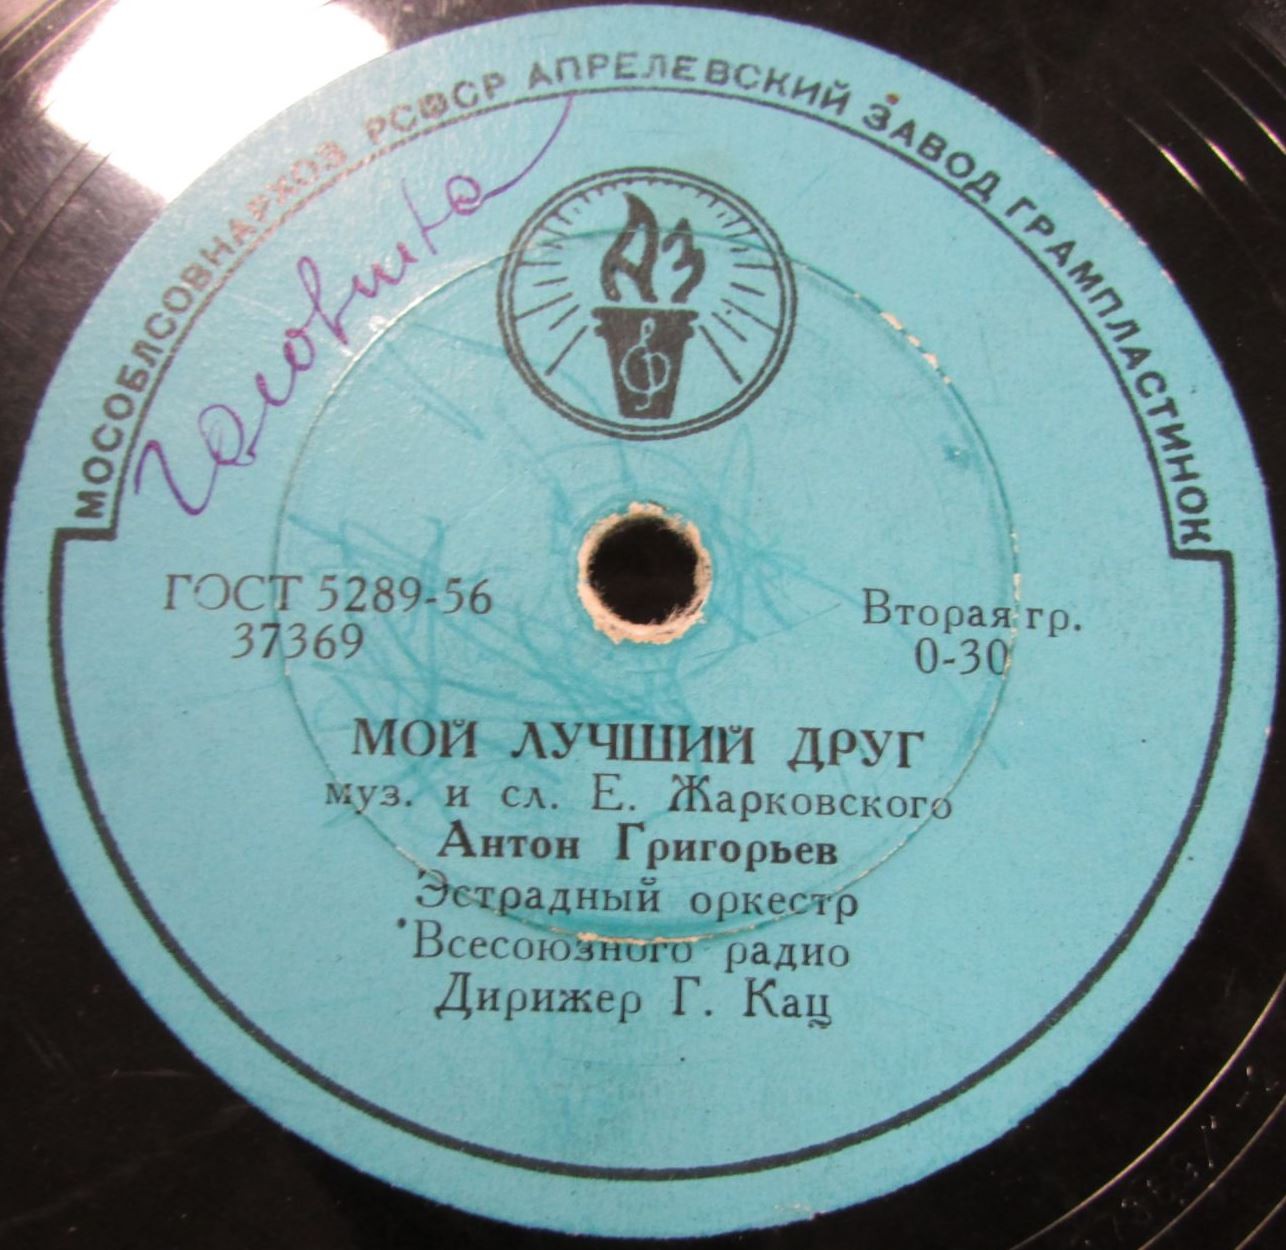 МОСОБЛСОВНАРХОЗ РСФСР АПРЕЛЕВСКИЙ ЗАВОД ГРАМПЛАСТИНОК
АЗ
ГОСТ 5289-56
37369
Вторая гр.
0-30
МОЙ ЛУЧШИЙ ДРУГ
муз. и сл. Е. Жарковского
Антон Григорьев
Эстрадный оркестр
Всесоюзного радио
Дирижер Г. Кац